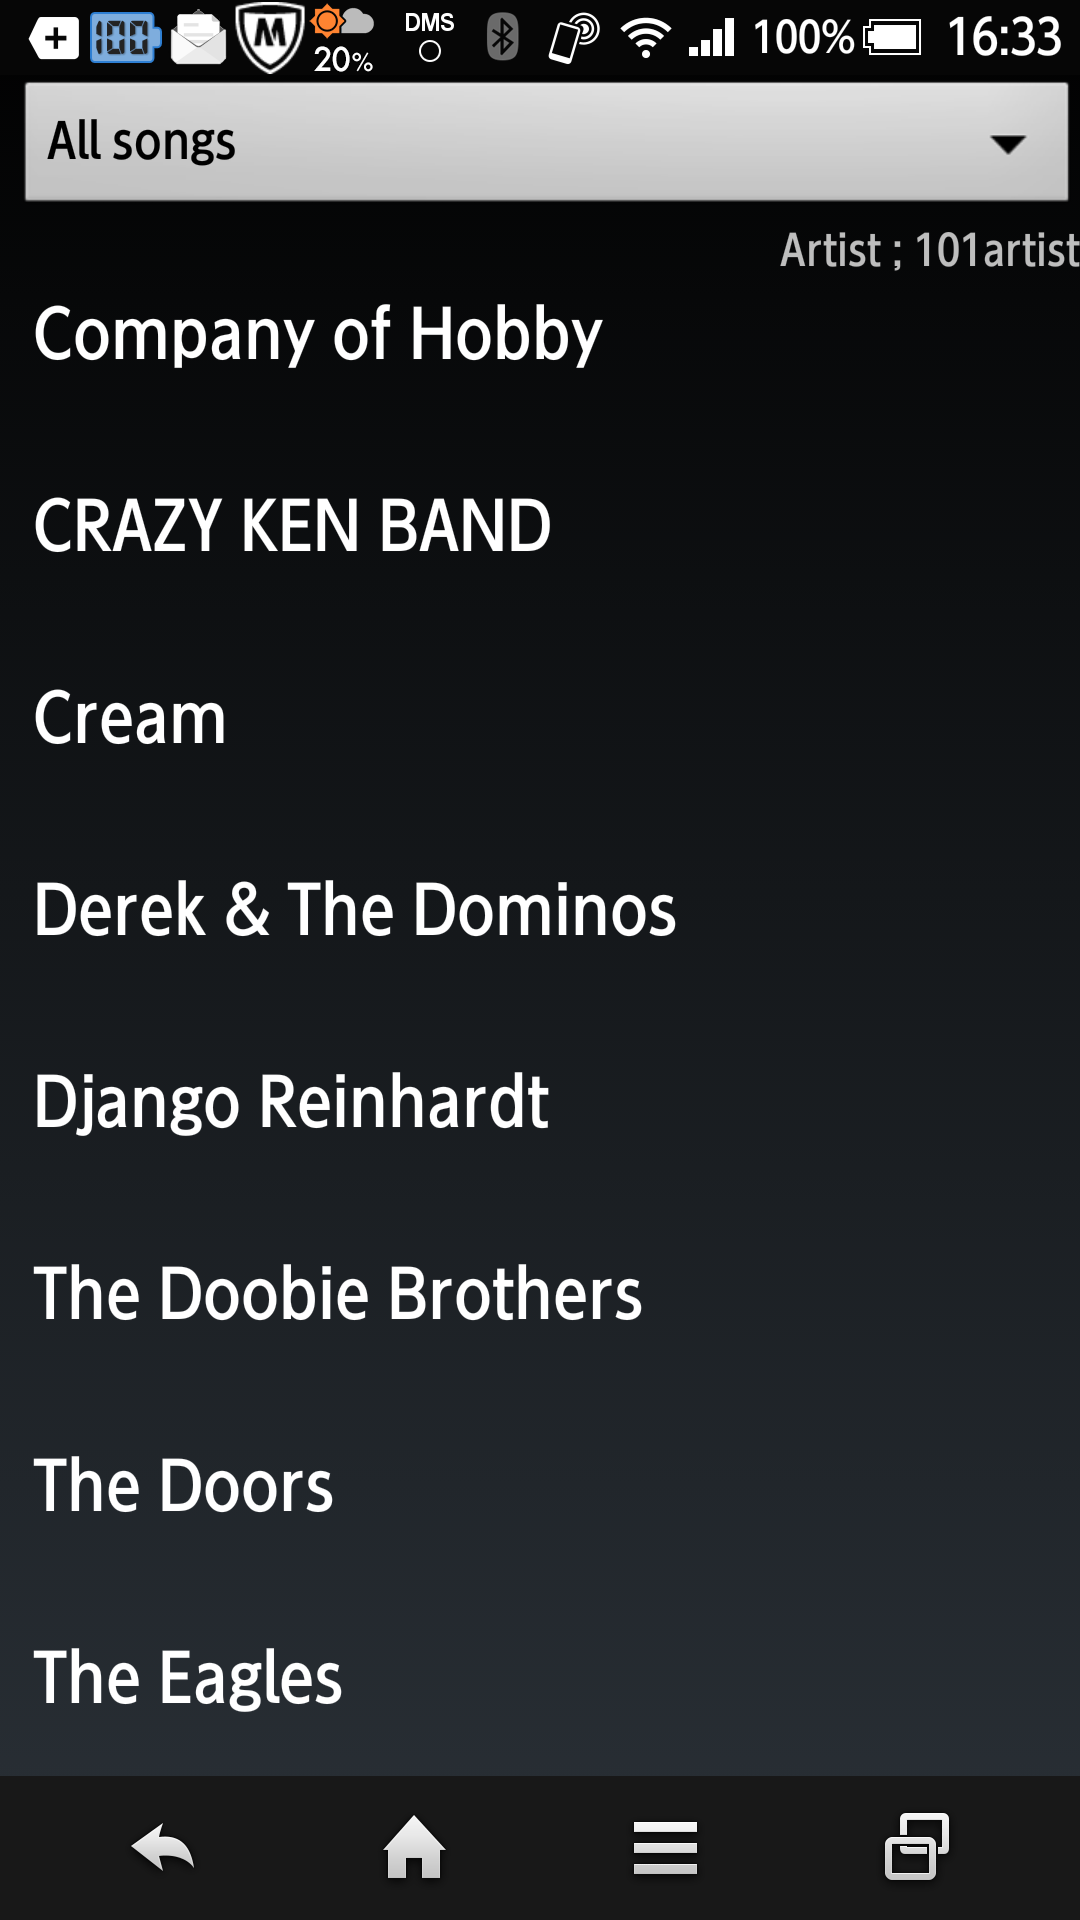 100 M 20% DMS 100% 16:33
All songs
Artist ; 101artist
Company of Hobby
CRAZY KEN BAND
Cream
Derek & The Dominos
Django Reinhardt
The Doobie Brothers
The Doors
The Eagles